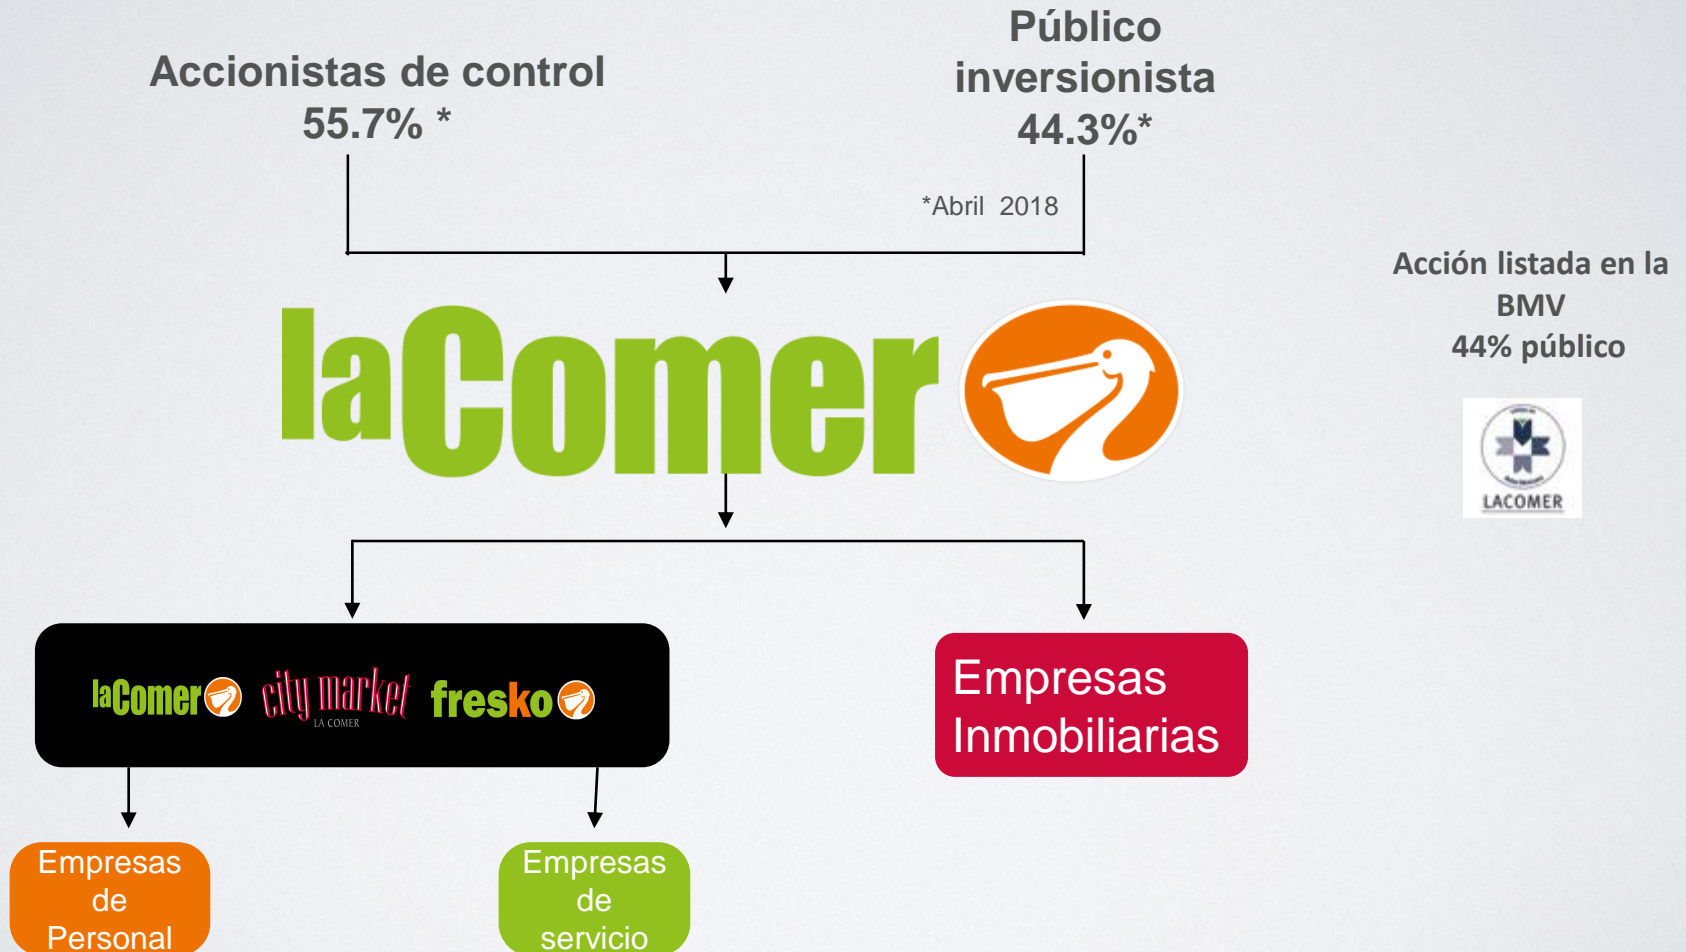 Accionistas de control
55.7% *
Público
inversionista
44.3%*
*Abril 2018
Acción listada en la
BMV
44% público
laComer
LACOMER
laComer
city market
LA COMER
fresko
Empresas
Inmobiliarias
Empresas
de
Personal
Empresas
de
servicio